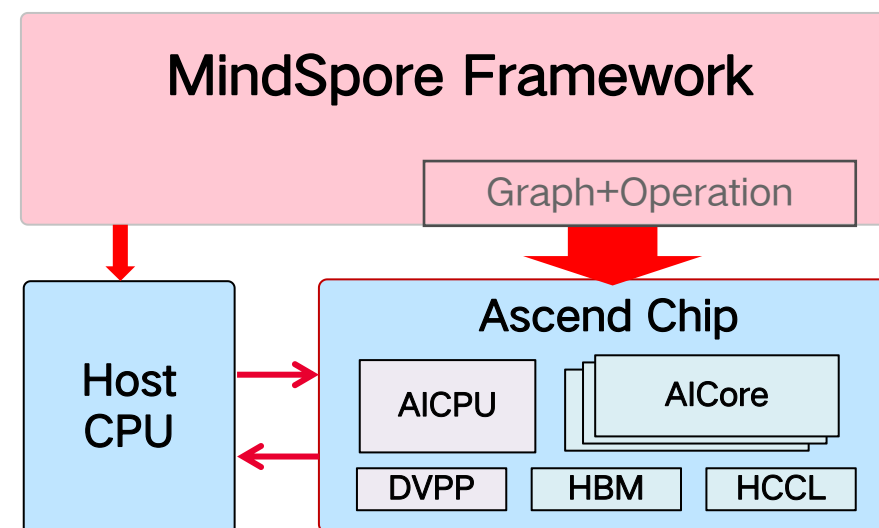 MindSpore Framework
Graph+Operation
Ascend Chip
Host
CPU
AICPU
AICore
DVPP
HBM
HCCL